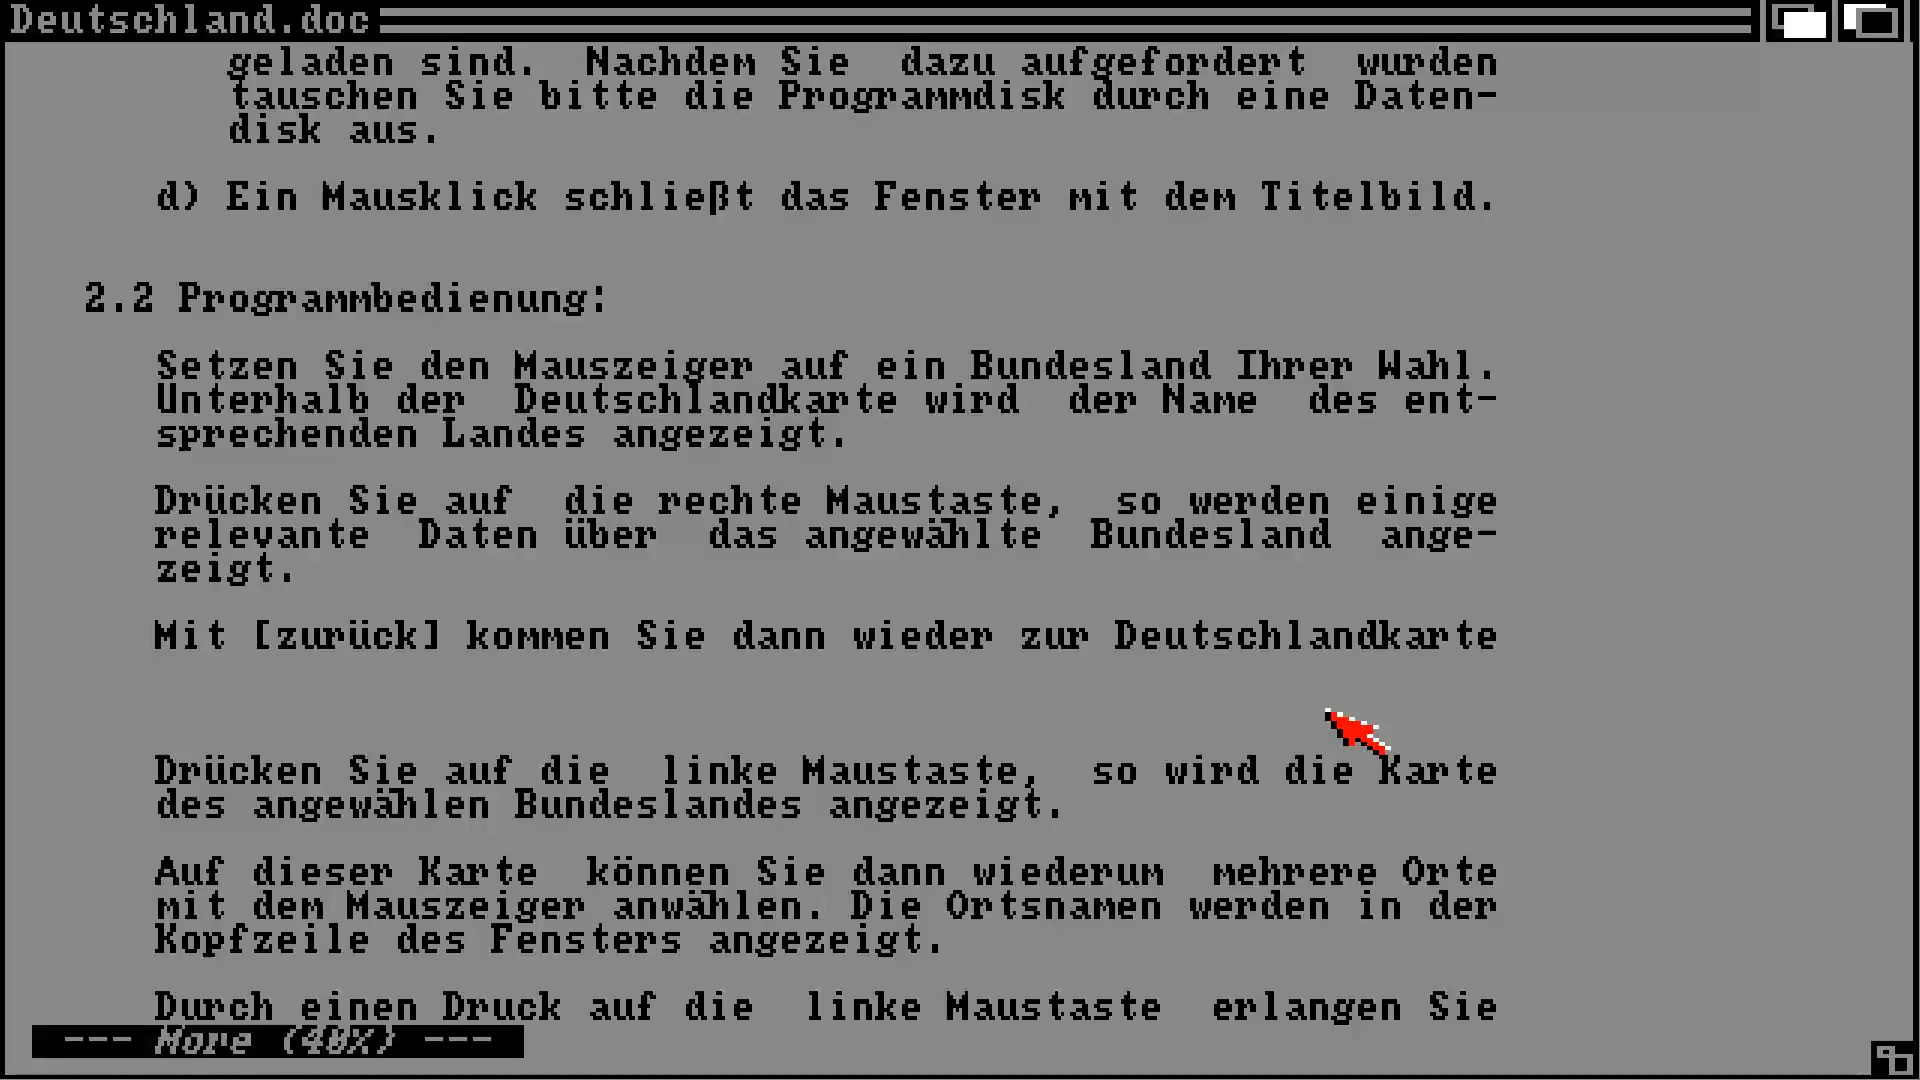 Deutschland.doc
geladen sind. Nachdem Sie dazu aufgefordert wurden
tauschen Sie bitte die Programmdisk durch eine Daten-
disk aus.
d) Ein Mausklick schließt das Fenster mit dem Titelbild.
2.2 Programmbedienung:
Setzen Sie den Mauszeiger auf ein Bundesland Ihrer Wahl.
Unterhalb der Deutschlandkarte wird der Name des ent-
sprechenden Landes angezeigt.
Drücken Sie auf die rechte Maustaste, so werden einige
relevante Daten über das angewählte Bundesland ange-
zeigt.
Mit [zurück] kommen Sie dann wieder zur Deutschlandkarte
Drücken Sie auf die linke Maustaste, so wird die Karte
des angewählen Bundeslandes angezeigt.
Auf dieser Karte können Sie dann wiederum mehrere Orte
mit dem Mauszeiger anwählen. Die Ortsnamen werden in der
Kopfzeile des Fensters angezeigt.
Durch einen Druck auf die linke Maustaste erlangen Sie
--- More (40%) ---